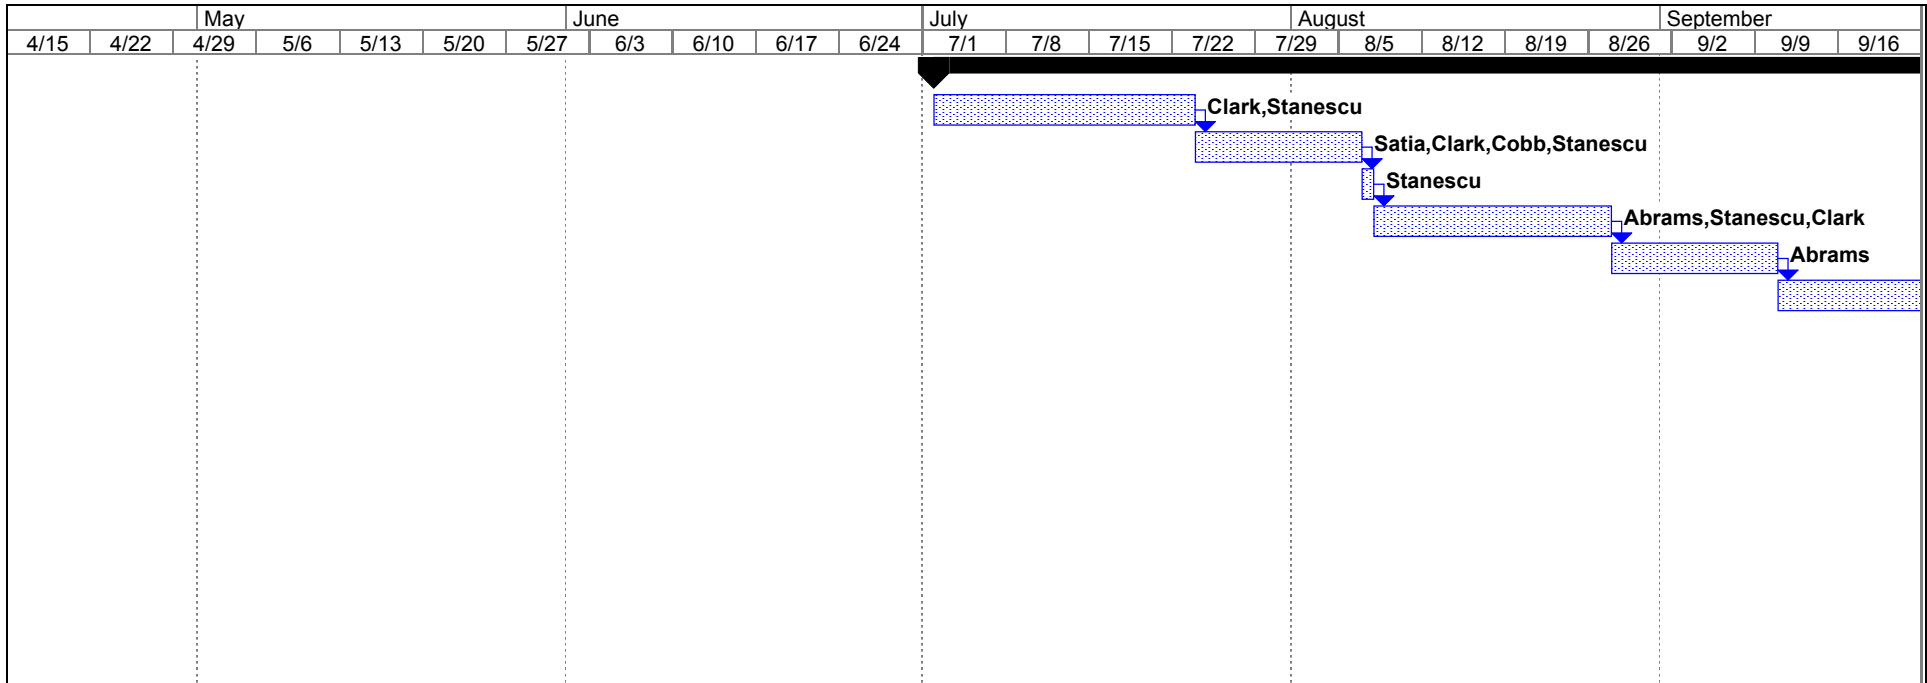 May June July August September
4/15 4/22 4/29 5/6 5/13 5/20 5/27 6/3 6/10 6/17 6/24 7/1 7/8 7/15 7/22 7/29 8/5 8/12 8/19 8/26 9/2 9/9 9/16
Clark,Stanescu
Satia,Clark,Cobb,Stanescu
Stanescu
Abrams,Stanescu,Clark
Abrams